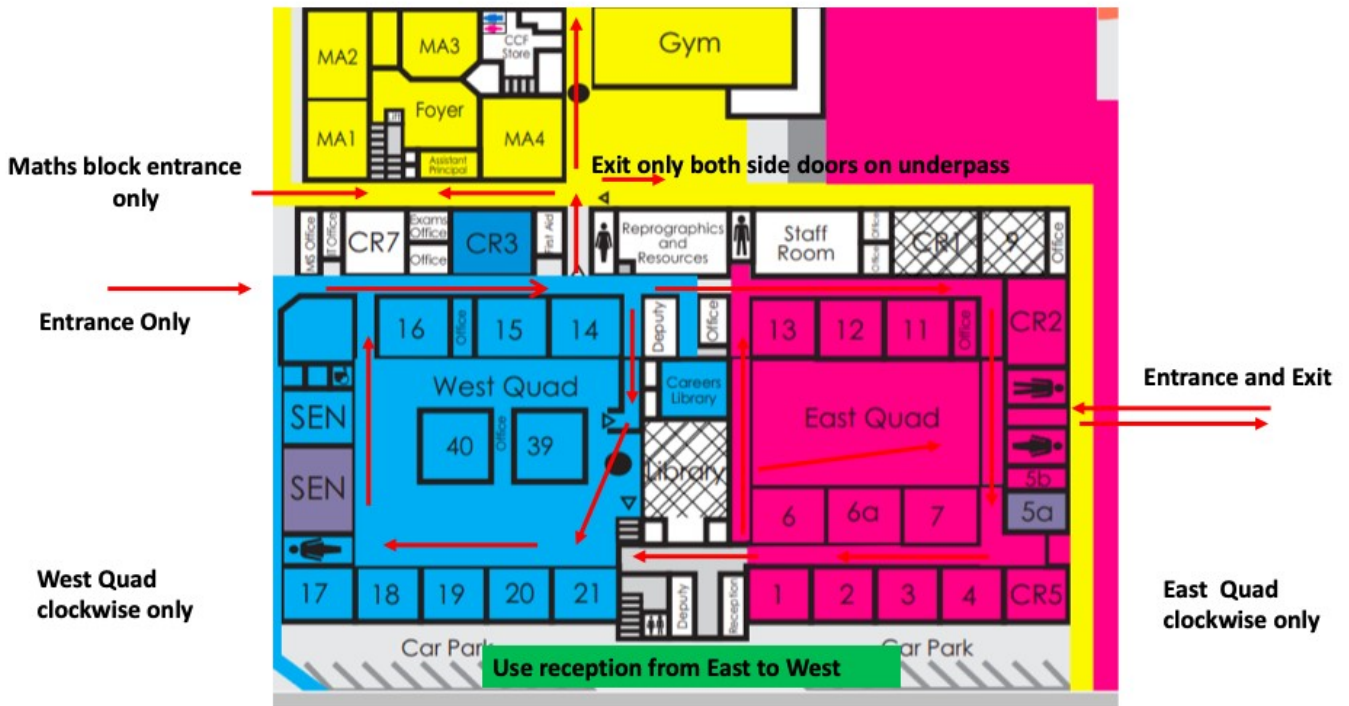 MA2
MA3
CCF
Store
Gym
Foyer
Lift
MA1
MA4
Assistant
Principal
Maths block entrance
only
Exit only both side doors on underpass
MIS Office
IT Office
CR7
Exams
Office
Office
CR3
First Aid
Reprographics
and
Resources
Staff
Room
Office
Office
CR1
9
Office
Entrance Only
16
Office
15
14
Deputy
Office
13
12
11
Office
CR2
West Quad
Careers
Library
East Quad
Entrance and Exit
SEN
40
Office
39
Library
SEN
5b
6
6a
7
5a
West Quad
clockwise only
17
18
19
20
21
Deputy
Reception
1
2
3
4
CR5
East Quad
clockwise only
Car Park
Car Park
Use reception from East to West